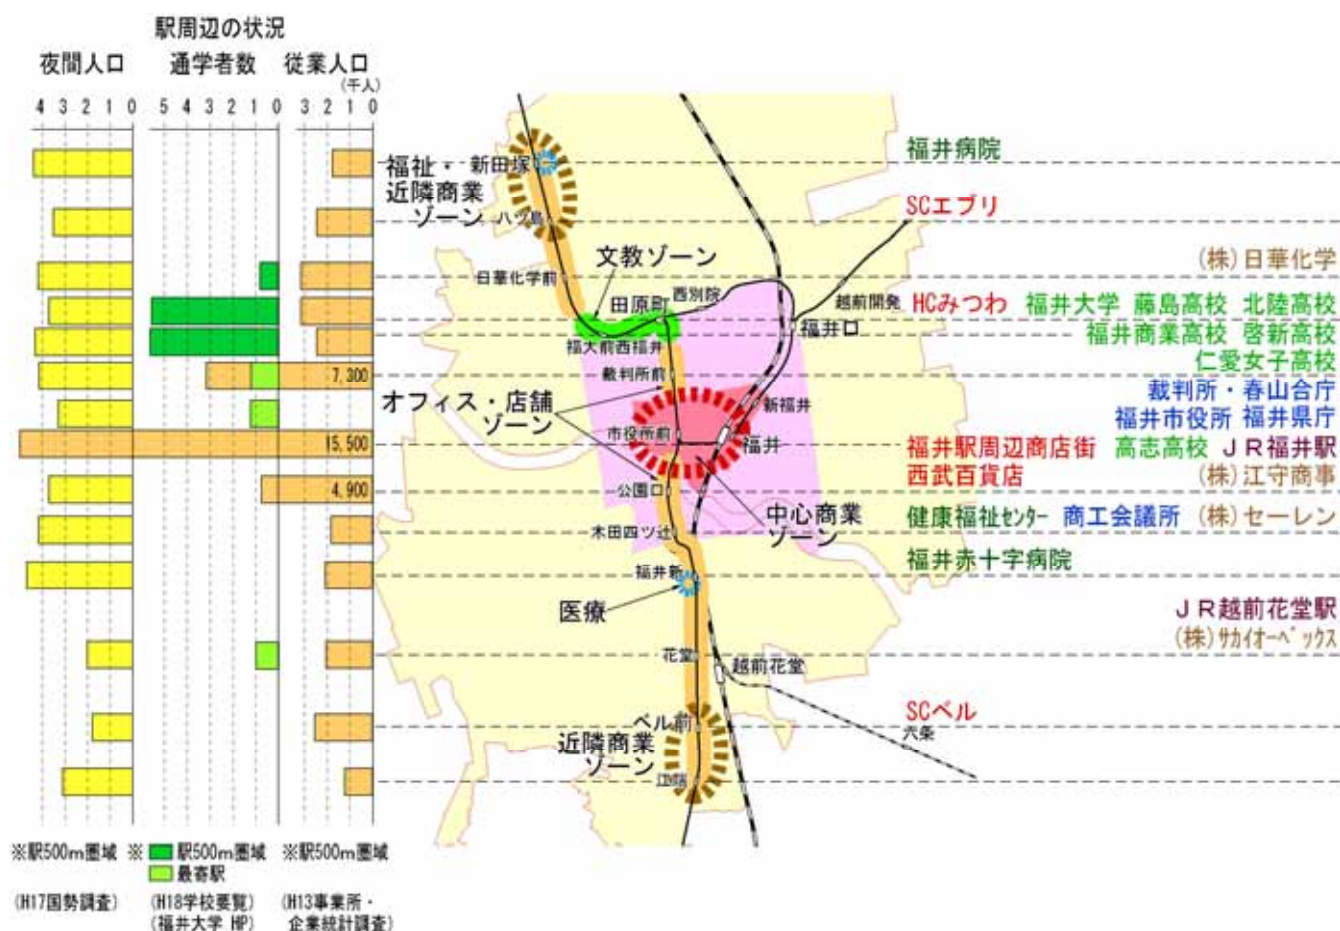 駅周辺の状況
夜間人口 通学者数 従業人口
(千人)
4 3 2 1 0 5 4 3 2 1 0 3 2 1 0
福井病院
福祉・
近隣商業
ゾーン
新田塚
SCエブリ
八ツ島
文教ゾーン
(株)日華化学
日華化学前
西別院
田原町
越前開発
HCみつわ 福井大学 藤島高校 北陸高校
福井口
福井商業高校 啓新高校
福大前西福井
仁愛女子高校
7,300
裁判所前
裁判所・春山合庁
オフィス・店舗
ゾーン
新福井
福井市役所 福井県庁
市役所前
福井
15,500
福井駅周辺商店街 高志高校 JR福井駅
西武百貨店 (株)江守商事
4,900
公園口
中心商業
ゾーン
健康福祉センター 商工会議所 (株)セーレン
木田四ツ辻
福井赤十字病院
福井新
医療
JR越前花堂駅
(株)サカイオーベックス
花堂
越前花堂
SCベル
六条
ベル前
近隣商業
ゾーン
江端
※駅500m圏域 ※ 駅500m圏域 ※駅500m圏域
最寄駅
(H17国勢調査) (H18学校要覧) (H13事業所・
(福井大学 HP) 企業統計調査)